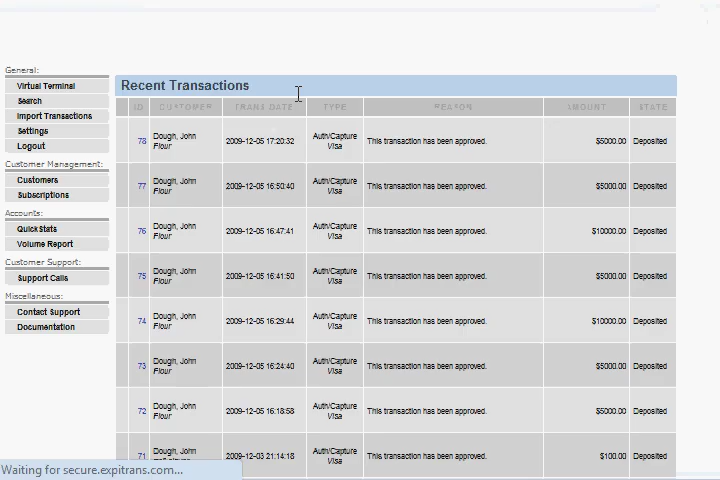 General:
Virtual Terminal
Search
Import Transactions
Settings
Logout
Customer Management:
Customers
Subscriptions
Accounts:
QuickStats
Volume Report
Customer Support:
Support Calls
Miscellaneous:
Contact Support
Documentation
Recent Transactions
ID CUSTOMER TRANS DATE TYPE REASON AMOUNT STATE
78 Dough, John Flour 2009-12-05 17:20:32 Auth/Capture Visa This transaction has been approved. $5000.00 Deposited
77 Dough, John Flour 2009-12-05 16:50:40 Auth/Capture Visa This transaction has been approved. $5000.00 Deposited
76 Dough, John Flour 2009-12-05 16:47:41 Auth/Capture Visa This transaction has been approved. $10000.00 Deposited
75 Dough, John Flour 2009-12-05 16:41:50 Auth/Capture Visa This transaction has been approved. $5000.00 Deposited
74 Dough, John Flour 2009-12-05 16:29:44 Auth/Capture Visa This transaction has been approved. $10000.00 Deposited
73 Dough, John Flour 2009-12-05 16:24:40 Auth/Capture Visa This transaction has been approved. $5000.00 Deposited
72 Dough, John Flour 2009-12-05 16:18:58 Auth/Capture Visa This transaction has been approved. $5000.00 Deposited
71 Dough, John 2009-12-03 21:14:18 Auth/Capture Visa This transaction has been approved. $100.00 Deposited
Waiting for secure.expitrans.com...